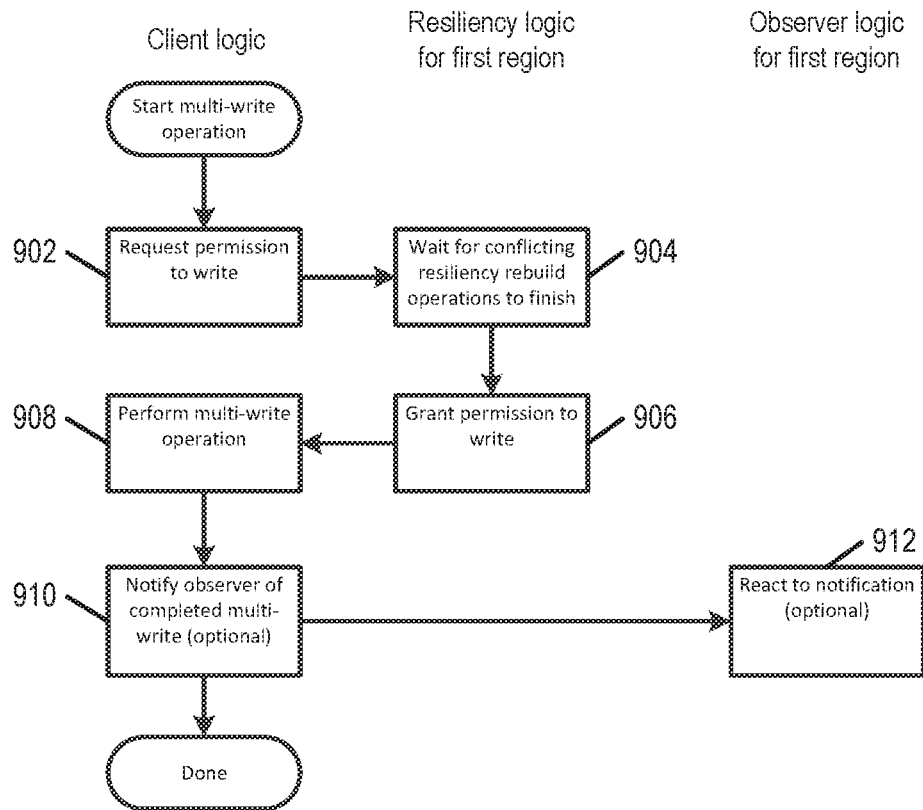 Client logic
Resiliency logic
for first region
Observer logic
for first region
Start multi-write
operation
902
Request permission
to write
Wait for conflicting
resiliency rebuild
operations to finish
904
908
Perform multi-write
operation
Grant permission to
write
906
910
Notify observer of
completed multi-
write (optional)
912
React to notification
(optional)
Done